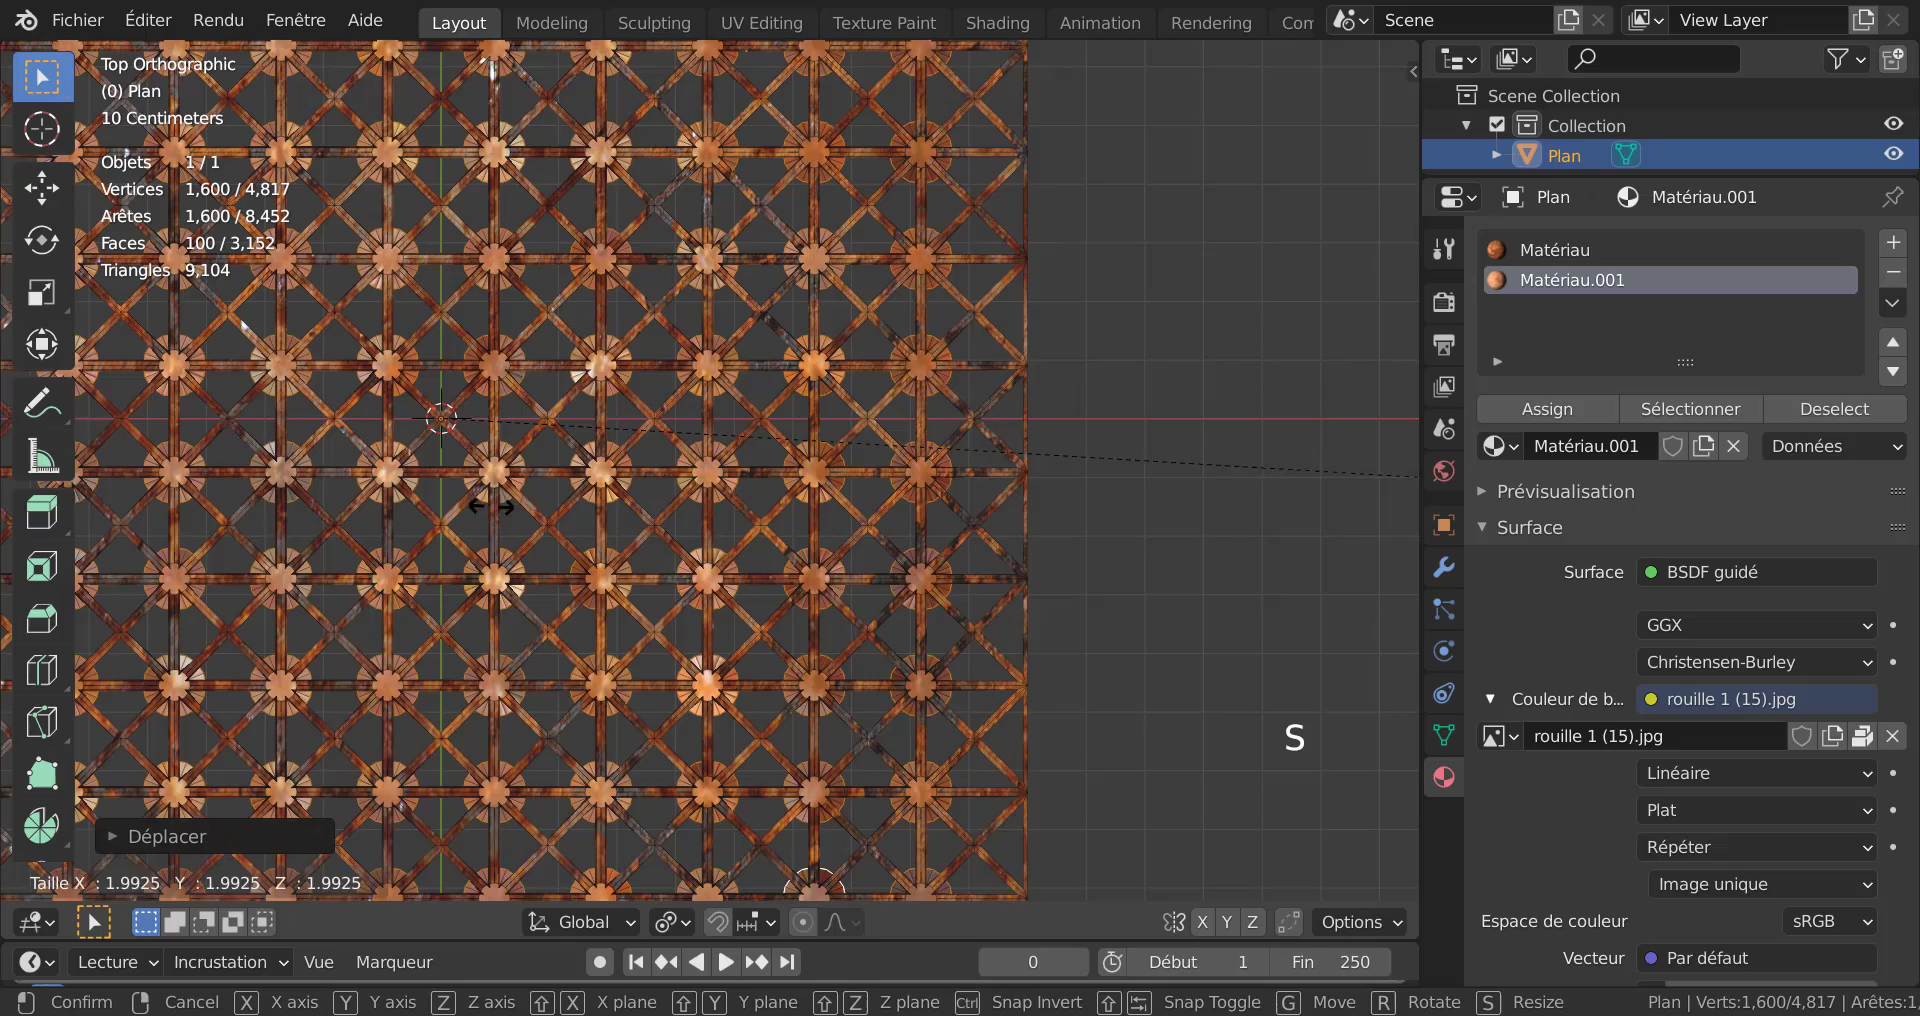 Fichier Éditer Rendu Fenêtre Aide Layout Modeling Sculpting UV Editing Texture Paint Shading Animation Rendering Com Scene View Layer
Top Orthographic
(0) Plan
10 Centimeters
Objets 1 / 1
Vertices 1,600 / 4,817
Arêtes 1,600 / 8,452
Faces 100 / 3,152
Triangles 9,104
S
Déplacer
Taille X : 1.9925 Y : 1.9925 Z : 1.9925
Global X Y Z Options
Scene Collection
Collection
Plan
Plan Matériau.001
Matériau
Matériau.001
Assign Sélectionner Deselect
Matériau.001 Données
Prévisualisation
Surface
Surface BSDF guidé
GGX
Christensen-Burley
Couleur de b... rouille 1 (15).jpg
rouille 1 (15).jpg
Linéaire
Plat
Répéter
Image unique
Espace de couleur sRGB
Vecteur Par défaut
Lecture Incrustation Vue Marqueur 0 Début 1 Fin 250
Confirm Cancel X X axis Y Y axis Z Z axis X X plane Y Y plane Z Z plane Ctrl Snap Invert Snap Toggle G Move R Rotate S Resize Plan | Verts:1,600/4,817 | Arêtes:1,